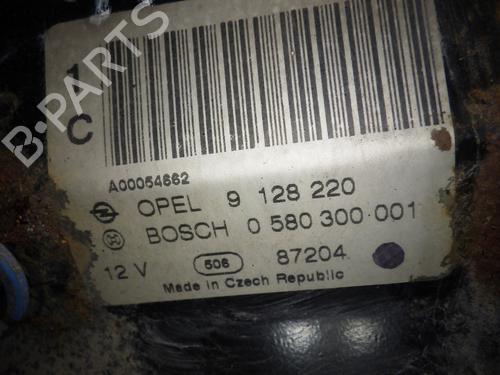 1
C
A00054662
OPEL 9 128 220
BOSCH 0 580 300 001
12 V 506 87204
Made in Czech Republic
B-PARTS